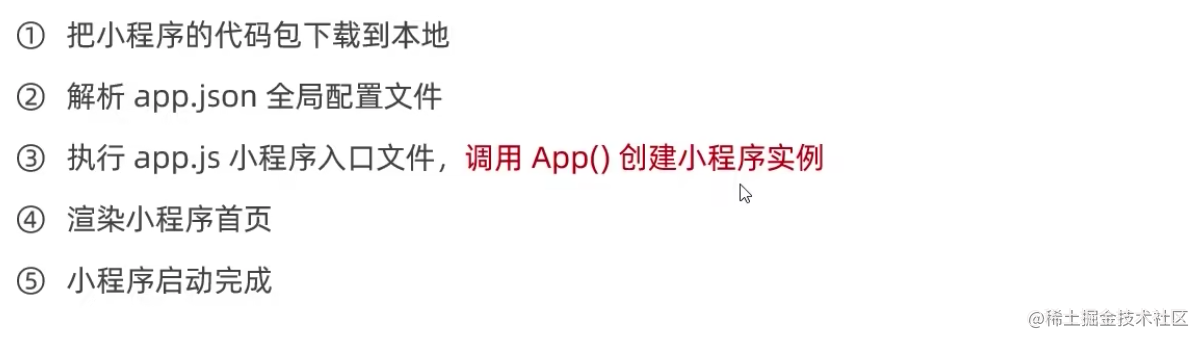 ① 把小程序的代码包下载到本地
② 解析 app.json 全局配置文件
③ 执行 app.js 小程序入口文件，调用 App() 创建小程序实例
④ 渲染小程序首页
⑤ 小程序启动完成
@稀土掘金技术社区